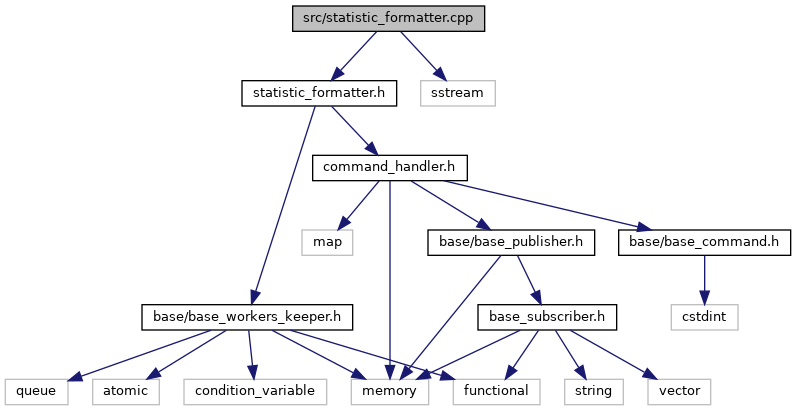 src/statistic_formatter.cpp
statistic_formatter.h
sstream
command_handler.h
map
base/base_publisher.h
base/base_command.h
base/base_workers_keeper.h
base_subscriber.h
cstdint
queue
atomic
condition_variable
memory
functional
string
vector